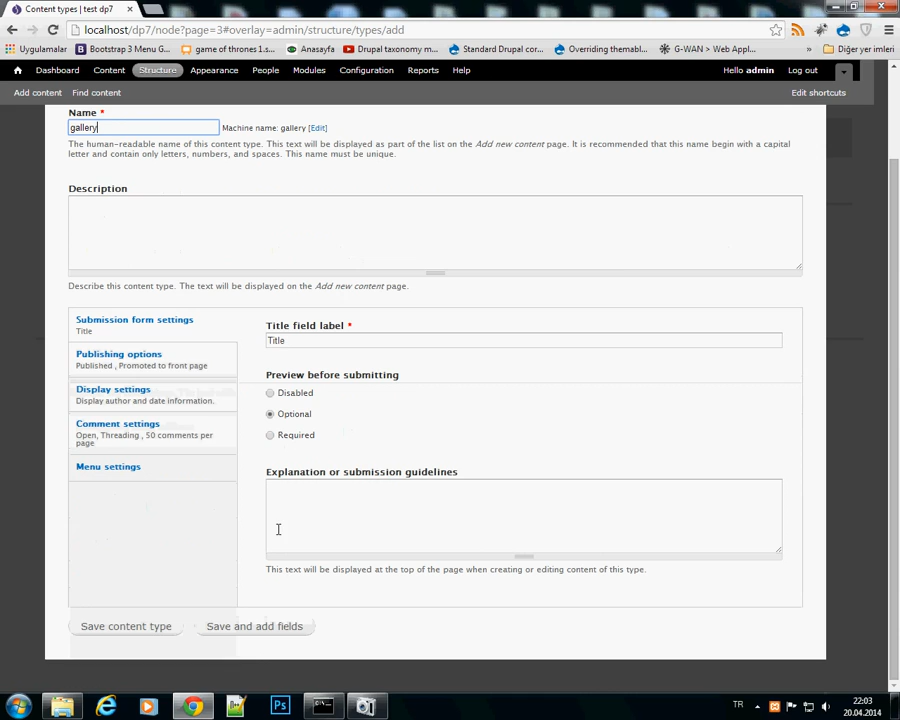 Content types | test dp7
localhost/dp7/node?page=3#overlay=admin/structure/types/add
Uygulamalar
Bootstrap 3 Menu G...
game of thrones 1.s...
Anasayfa
Drupal taxonomy m...
Standard Drupal cor...
Overriding themabl...
G-WAN > Web Appl...
»
Diğer yer imleri
Dashboard
Content
Structure
Appearance
People
Modules
Configuration
Reports
Help
Hello admin
Log out
Add content
Find content
Edit shortcuts
Name *
gallery
Machine name: gallery [Edit]
The human-readable name of this content type. This text will be displayed as part of the list on the Add new content page. It is recommended that this name begin with a capital
letter and contain only letters, numbers, and spaces. This name must be unique.
Description
Describe this content type. The text will be displayed on the Add new content page.
Submission form settings
Title
Publishing options
Published , Promoted to front page
Display settings
Display author and date information.
Comment settings
Open, Threading , 50 comments per
page
Menu settings
Title field label *
Title
Preview before submitting
Disabled
Optional
Required
Explanation or submission guidelines
This text will be displayed at the top of the page when creating or editing content of this type.
Save content type
Save and add fields
Ps
C:\
TR
22:03
20.04.2014